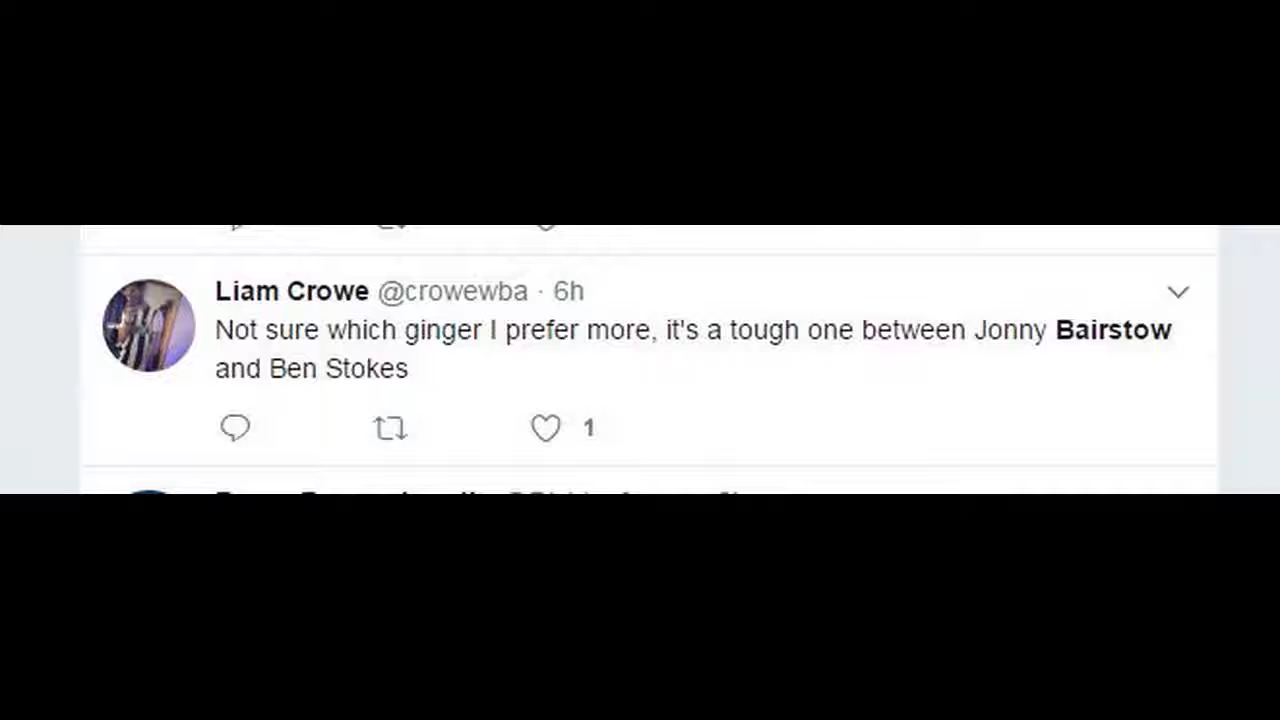 Liam Crowe @crowewba · 6h
Not sure which ginger I prefer more, it's a tough one between Jonny Bairstow
and Ben Stokes
1